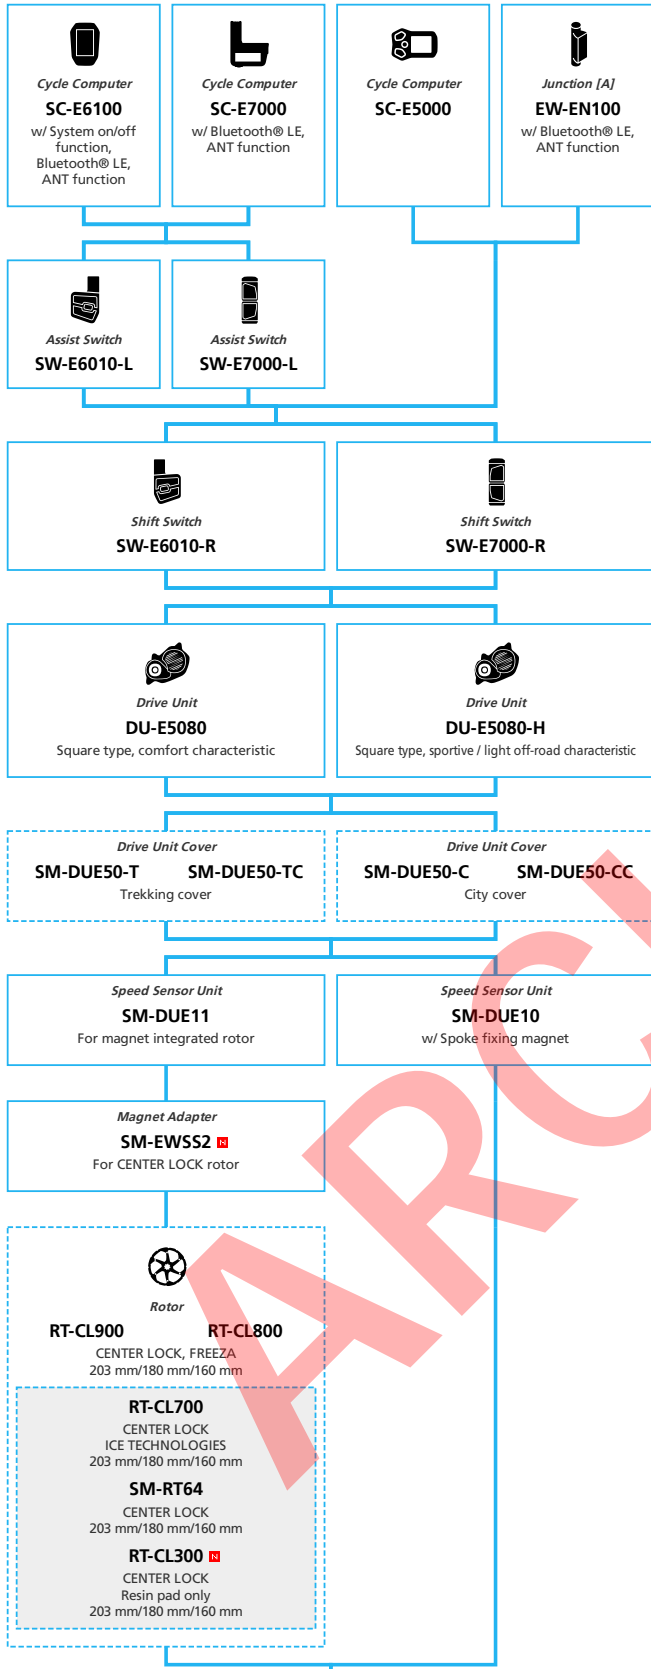 Cycle Computer
SC-E6100
w/ System on/off
function,
Bluetooth® LE,
ANT function
Cycle Computer
SC-E7000
w/ Bluetooth® LE,
ANT function
Cycle Computer
SC-E5000
Junction [A]
EW-EN100
w/ Bluetooth® LE,
ANT function
Assist Switch
SW-E6010-L
Assist Switch
SW-E7000-L
Shift Switch
SW-E6010-R
Shift Switch
SW-E7000-R
Drive Unit
DU-E5080
Square type, comfort characteristic
Drive Unit
DU-E5080-H
Square type, sportive / light off-road characteristic
Drive Unit Cover
SM-DUE50-T SM-DUE50-TC
Trekking cover
Drive Unit Cover
SM-DUE50-C SM-DUE50-CC
City cover
Speed Sensor Unit
SM-DUE11
For magnet integrated rotor
Speed Sensor Unit
SM-DUE10
w/ Spoke fixing magnet
Magnet Adapter
SM-EWSS2 N
For CENTER LOCK rotor
Rotor
RT-CL900 RT-CL800
CENTER LOCK, FREEZA
203 mm/180 mm/160 mm
RT-CL700
CENTER LOCK
ICE TECHNOLOGIES
203 mm/180 mm/160 mm
SM-RT64
CENTER LOCK
203 mm/180 mm/160 mm
RT-CL300 N
CENTER LOCK
Resin pad only
203 mm/180 mm/160 mm